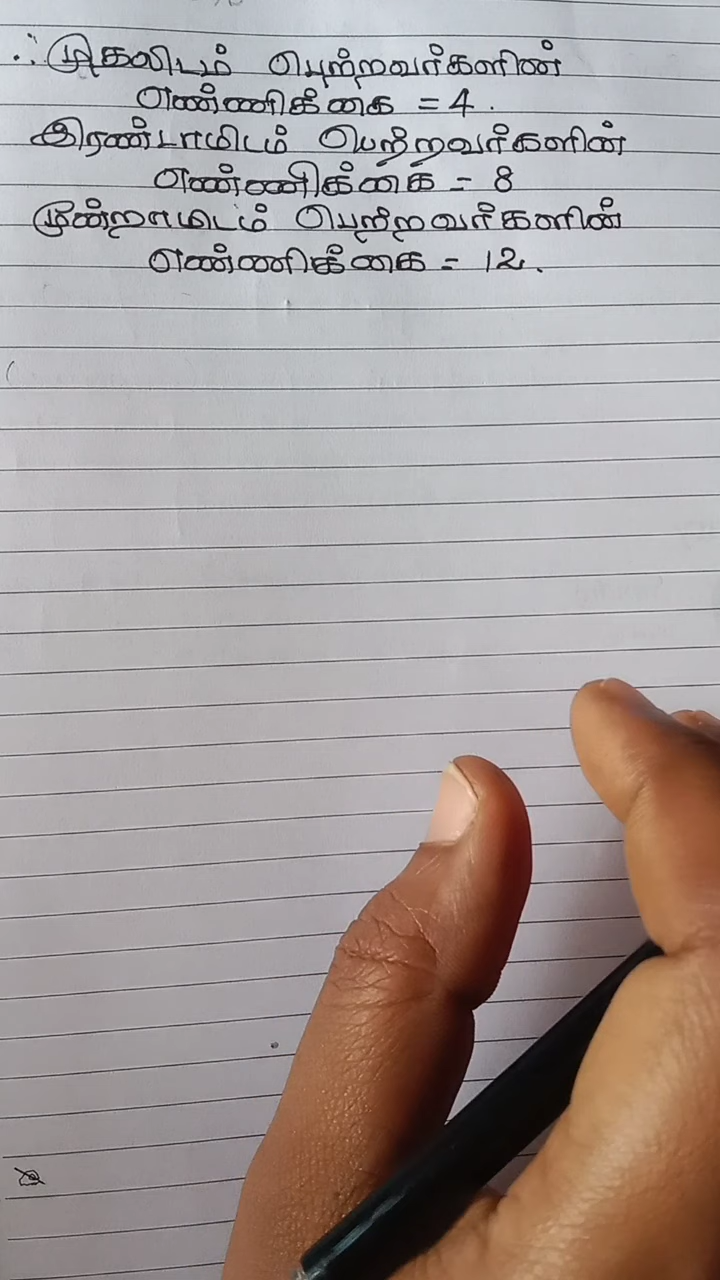 ∴ முதலிடம் பெற்றவர்களின்
எண்ணிக்கை = 4.
இரண்டாமிடம் பெற்றவர்களின்
எண்ணிக்கை = 8
மூன்றாமிடம் பெற்றவர்களின்
எண்ணிக்கை = 12.